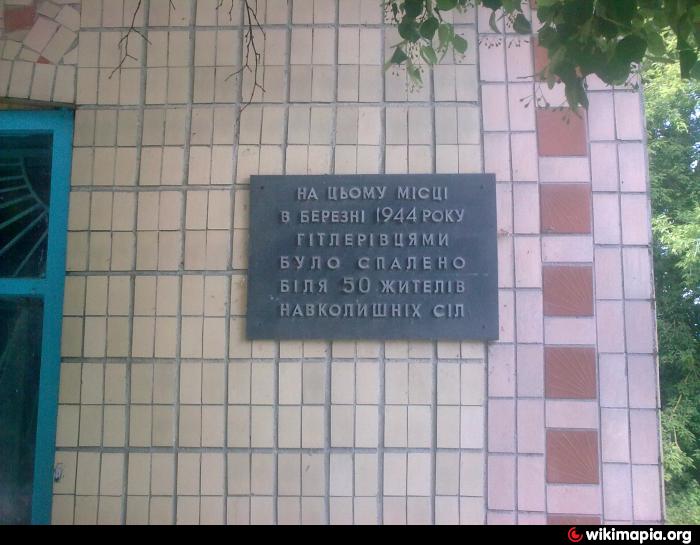 НА ЦЬОМУ МІСЦІ
В БЕРЕЗНІ 1944 РОКУ
ГІТЛЕРІВЦЯМИ
БУЛО СПАЛЕНО
БІЛЯ 50 ЖИТЕЛІВ
НАВКОЛИШНІХ СІЛ
wikimapia.org